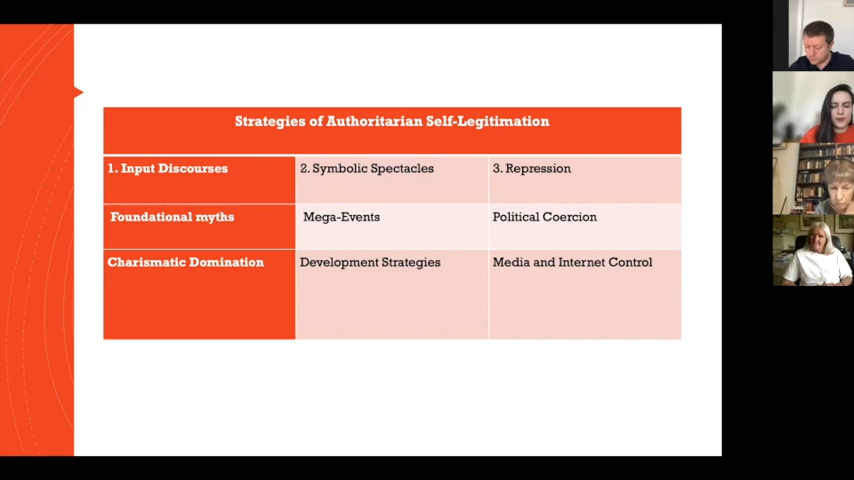 Strategies of Authoritarian Self-Legitimation
1. Input Discourses
2. Symbolic Spectacles
3. Repression
Foundational myths
Mega-Events
Political Coercion
Charismatic Domination
Development Strategies
Media and Internet Control